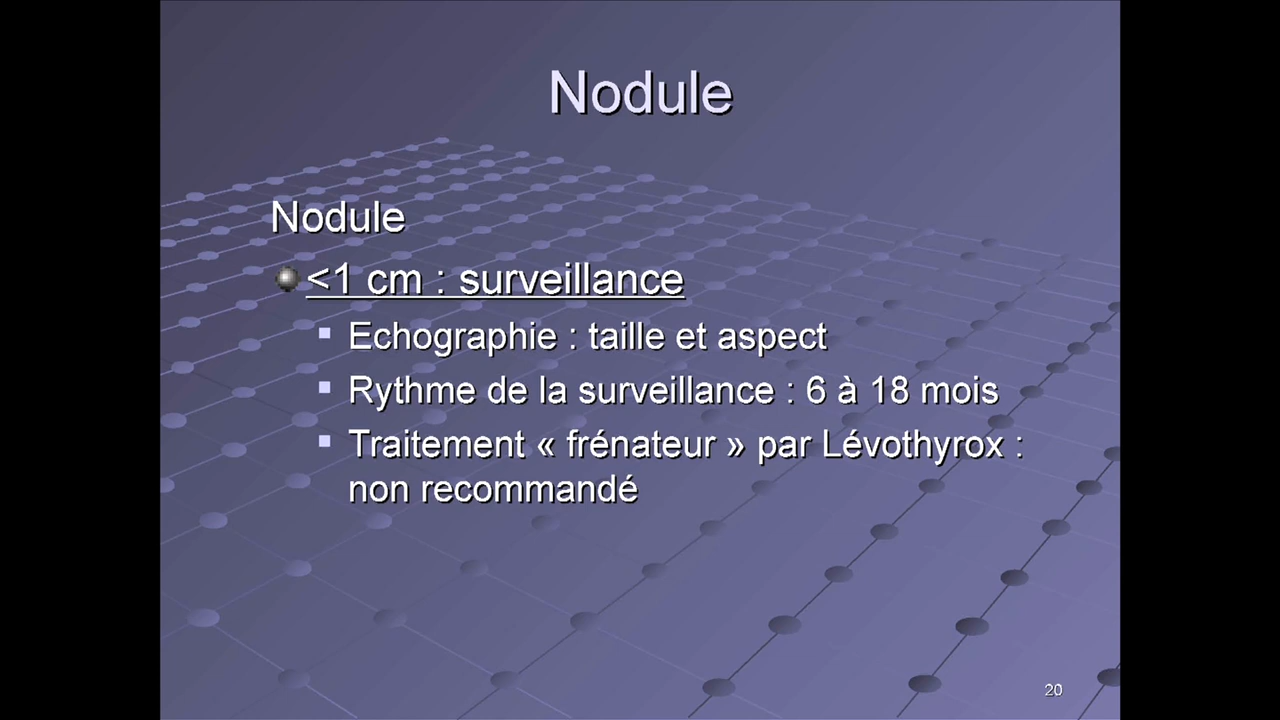 Nodule
Nodule
<1 cm : surveillance
Echographie : taille et aspect
Rythme de la surveillance : 6 à 18 mois
Traitement « frénateur » par Lévothyrox :
non recommandé
20